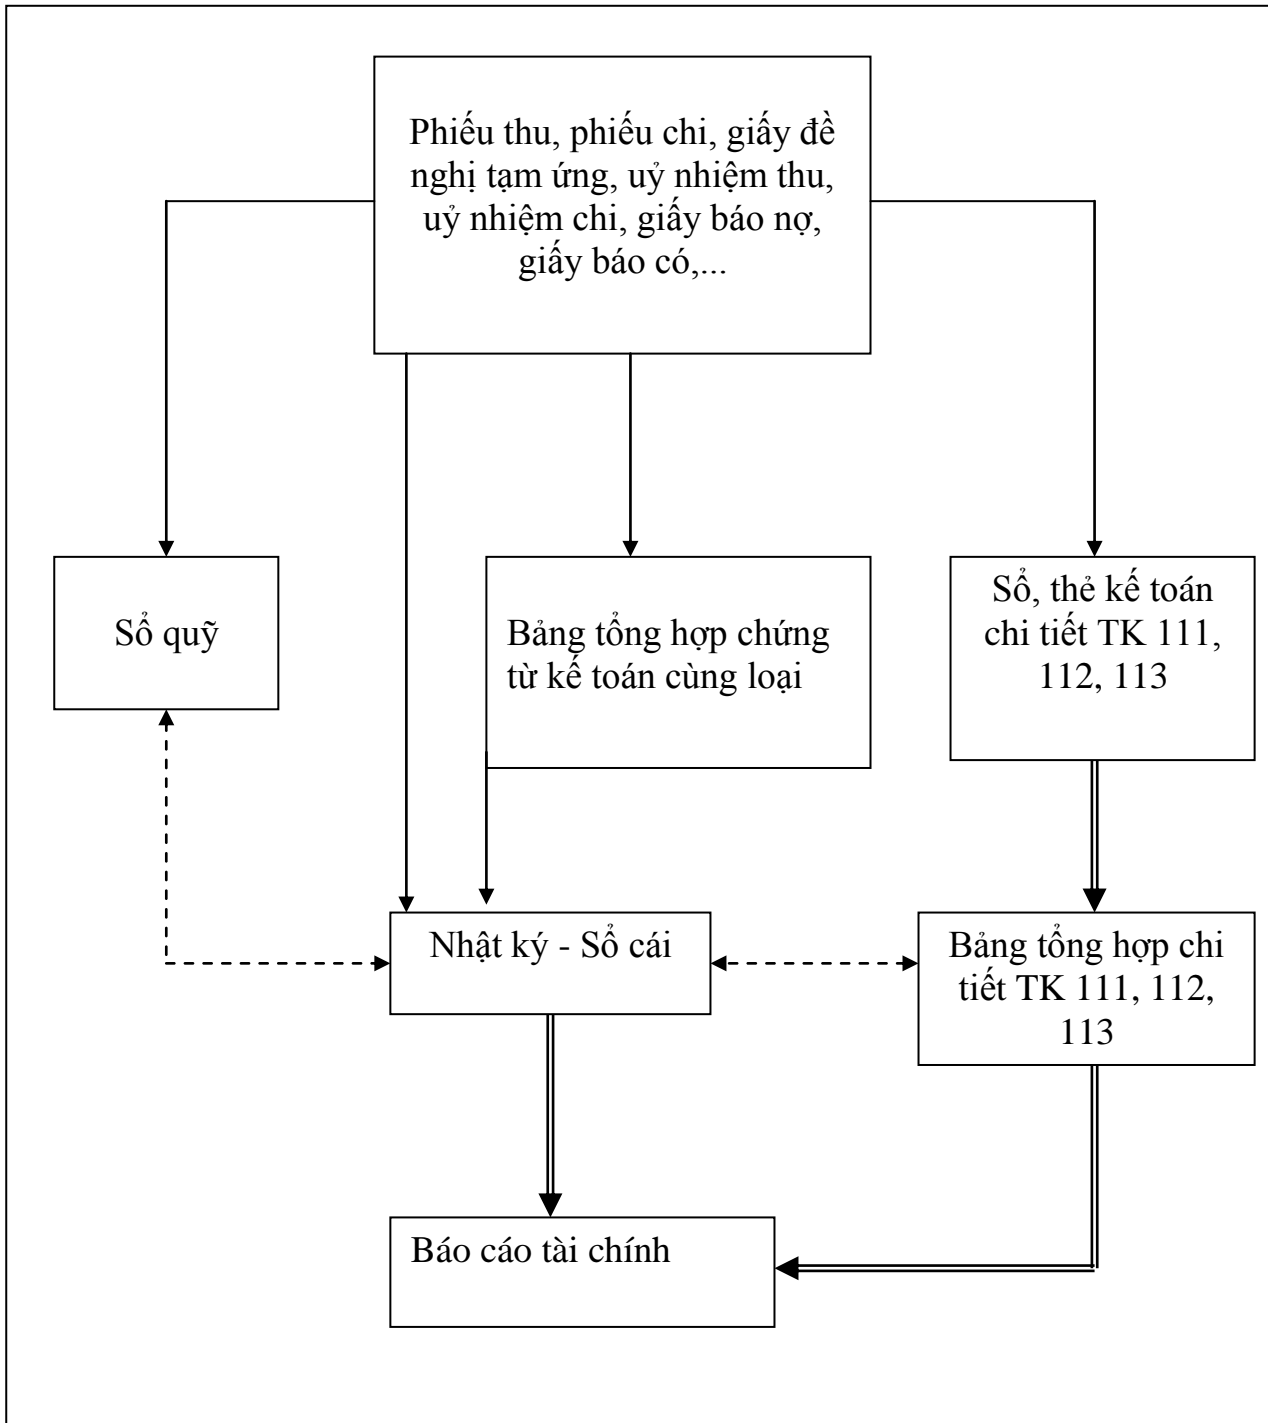 Phiếu thu, phiếu chi, giấy đề
nghị tạm ứng, uỷ nhiệm thu,
uỷ nhiệm chi, giấy báo nợ,
giấy báo có,...
Sổ quỹ
Bảng tổng hợp chứng
từ kế toán cùng loại
Sổ, thẻ kế toán
chi tiết TK 111,
112, 113
Nhật ký - Sổ cái
Bảng tổng hợp chi
tiết TK 111, 112,
113
Báo cáo tài chính